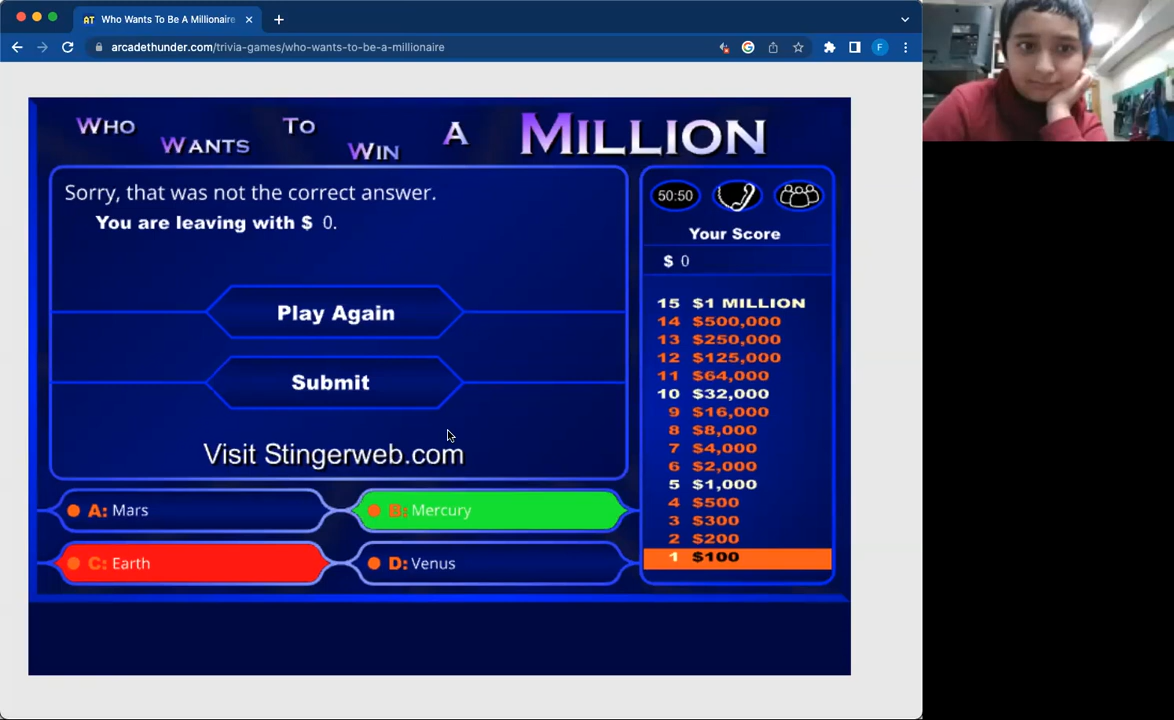 Who Wants To Be A Millionaire
arcadethunder.com/trivia-games/who-wants-to-be-a-millionaire
F
WHO WANTS TO WIN A MILLION
Sorry, that was not the correct answer.
You are leaving with $ 0.
Play Again
Submit
Visit Stingerweb.com
A: Mars
B: Mercury
C: Earth
D: Venus
50:50
Your Score
$ 0
15 $1 MILLION
14 $500,000
13 $250,000
12 $125,000
11 $64,000
10 $32,000
9 $16,000
8 $8,000
7 $4,000
6 $2,000
5 $1,000
4 $500
3 $300
2 $200
1 $100